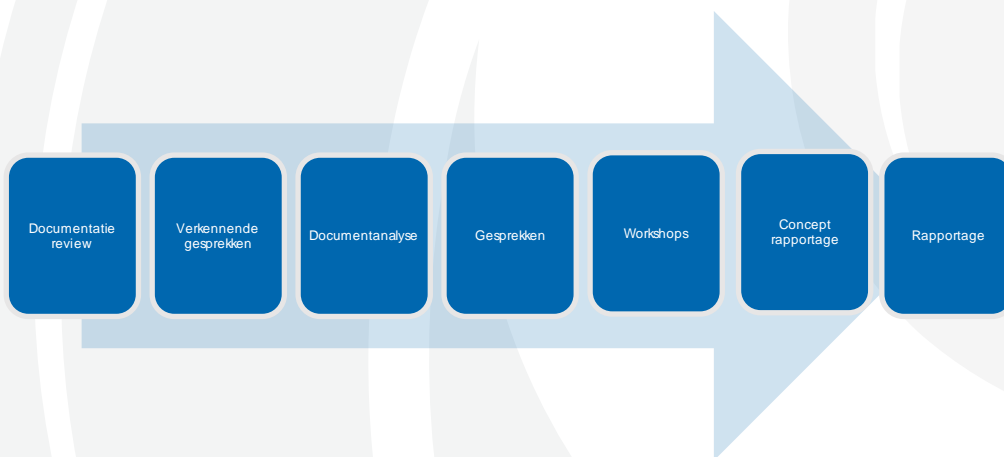 Documentatie
review
Verkennende
gesprekken
Documentanalyse
Gesprekken
Workshops
Concept
rapportage
Rapportage